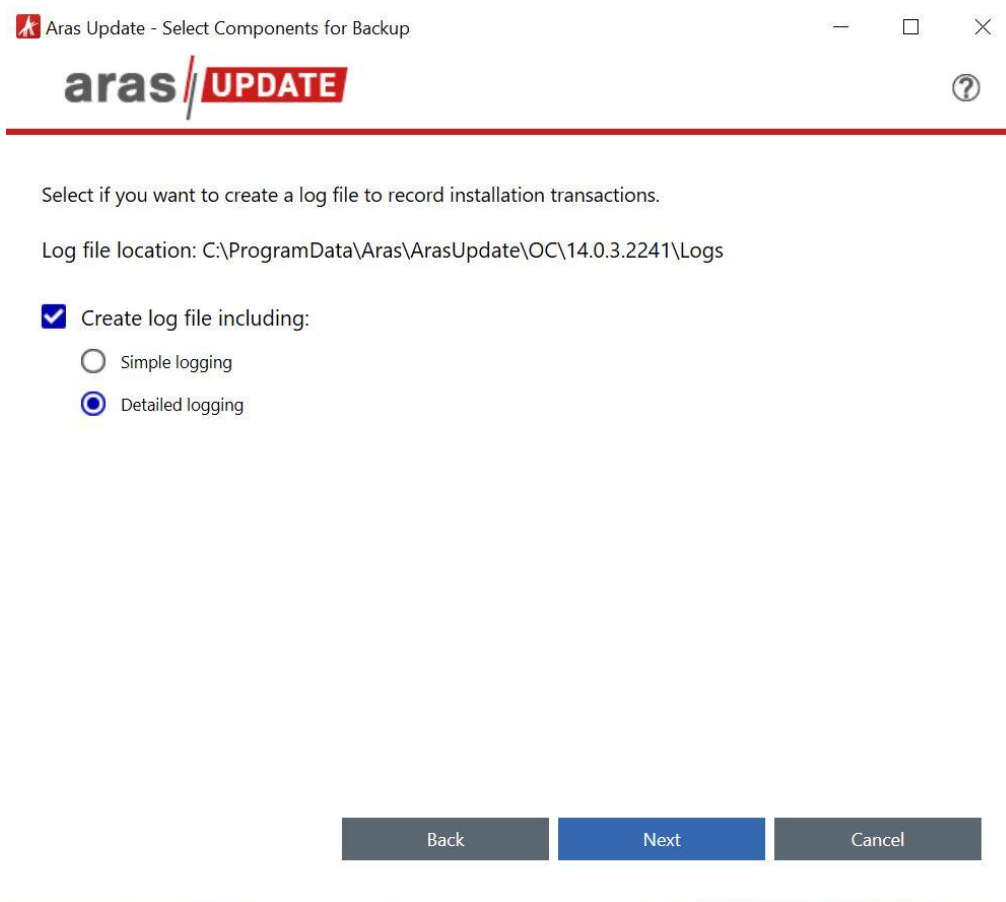 Aras Update - Select Components for Backup
aras UPDATE
?
Select if you want to create a log file to record installation transactions.
Log file location: C:\ProgramData\Aras\ArasUpdate\OC\14.0.3.2241\Logs
Create log file including:
Simple logging
Detailed logging
Back Next Cancel